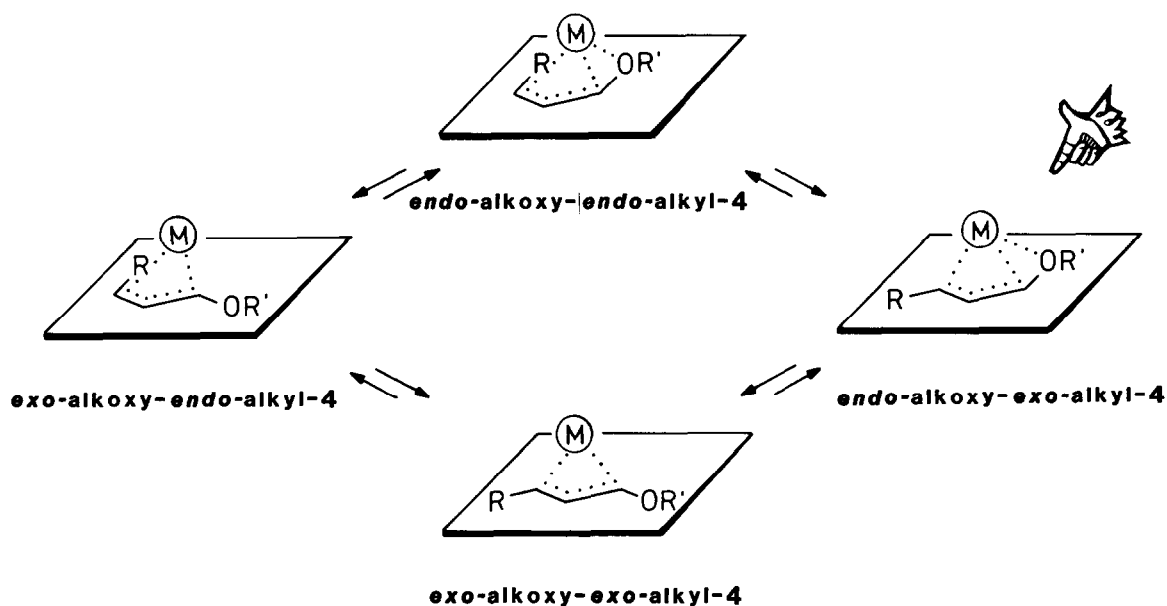 M
R
OR'
endo-alkoxy-endo-alkyl-4
M
R
OR'
exo-alkoxy-endo-alkyl-4
M
R
OR'
endo-alkoxy-exo-alkyl-4
M
R
OR'
exo-alkoxy-exo-alkyl-4